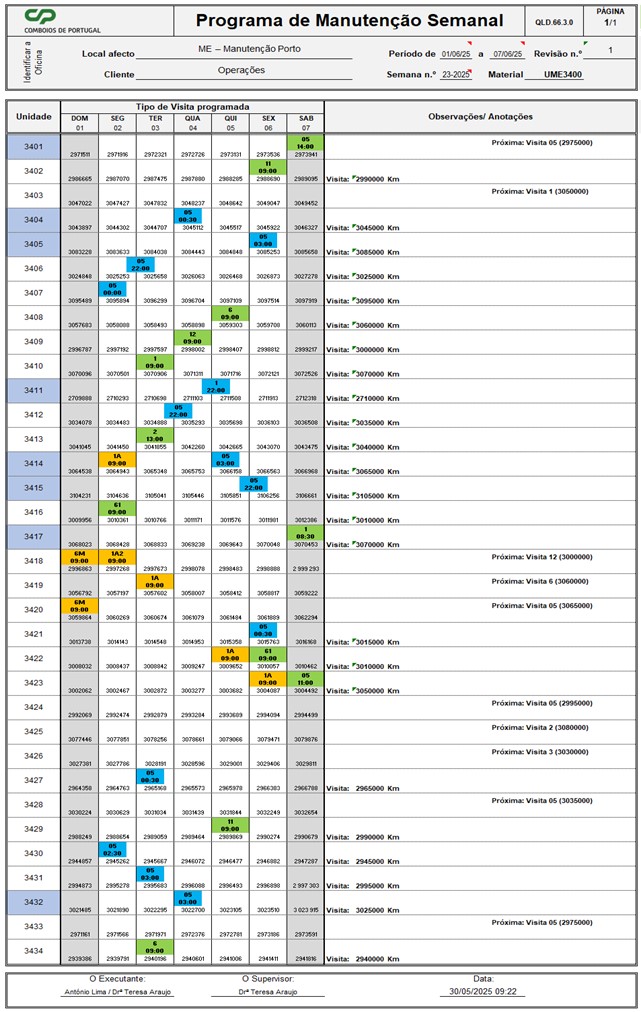 CP
COMBOIOS DE PORTUGAL
Programa de Manutenção Semanal
QLD.66.3.0
PÁGINA
1/1
Identificar a Oficina
Local afecto ME – Manutenção Porto Período de 01/06/25 a 07/06/25 Revisão n.º 1
Cliente Operações Semana n.º 23-2025 Material UME3400
Unidade Tipo de Visita programada Observações/ Anotações
DOM SEG TER QUA QUI SEX SAB
01 02 03 04 05 06 07
3401 05 14:00 Próxima: Visita 05 (2975000)
2971511 2971916 2972321 2972726 2973131 2973536 2973941
3402 11 09:00
2986665 2987070 2987475 2987880 2988285 2988690 2989095 Visita: 2990000 Km
3403 Próxima: Visita 1 (3050000)
3047022 3047427 3047832 3048237 3048642 3049047 3049452
3404 05 00:30
3043897 3044302 3044707 3045112 3045517 3045922 3046327 Visita: 3045000 Km
3405 05 03:00
3083228 3083633 3084038 3084443 3084848 3085253 3085658 Visita: 3085000 Km
3406 05 22:00
3024848 3025253 3025658 3026063 3026468 3026873 3027278 Visita: 3025000 Km
3407 05 00:00
3095489 3095894 3096299 3096704 3097109 3097514 3097919 Visita: 3095000 Km
3408 6 09:00
3057683 3058088 3058493 3058898 3059303 3059708 3060113 Visita: 3060000 Km
3409 12 09:00
2996787 2997192 2997597 2998002 2998407 2998812 2999217 Visita: 3000000 Km
3410 1 09:00
3070096 3070501 3070906 3071311 3071716 3072121 3072526 Visita: 3070000 Km
3411 1 22:00
2709888 2710293 2710698 2711103 2711508 2711913 2712318 Visita: 2710000 Km
3412 05 22:00
3034078 3034483 3034888 3035293 3035698 3036103 3036508 Visita: 3035000 Km
3413 2 13:00
3041045 3041450 3041855 3042260 3042665 3043070 3043475 Visita: 3040000 Km
3414 1A 09:00 05 03:00
3064538 3064943 3065348 3065753 3066158 3066563 3066968 Visita: 3065000 Km
3415 05 22:00
3104231 3104636 3105041 3105446 3105851 3106256 3106661 Visita: 3105000 Km
3416 61 09:00
3009956 3010361 3010766 3011171 3011576 3011981 3012386 Visita: 3010000 Km
3417 1 08:30
3068023 3068428 3068833 3069238 3069643 3070048 3070453 Visita: 3070000 Km
3418 6M 09:00 1A2 09:00 Próxima: Visita 12 (3000000)
2996863 2997268 2997673 2998078 2998483 2998888 2 999 293
3419 1A 09:00 Próxima: Visita 6 (3060000)
3056792 3057197 3057602 3058007 3058412 3058817 3059222
3420 6M 09:00 Próxima: Visita 05 (3065000)
3059864 3060269 3060674 3061079 3061484 3061889 3062294
3421 05 00:30
3013738 3014143 3014548 3014953 3015358 3015763 3016168 Visita: 3015000 Km
3422 1A 09:00 61 09:00
3008032 3008437 3008842 3009247 3009652 3010057 3010462 Visita: 3010000 Km
3423 1A 09:00 05 11:00
3002062 3002467 3002872 3003277 3003682 3004087 3004492 Visita: 3050000 Km
3424 Próxima: Visita 05 (2995000)
2992069 2992474 2992879 2993284 2993689 2994094 2994499
3425 Próxima: Visita 2 (3080000)
3077446 3077851 3078256 3078661 3079066 3079471 3079876
3426 Próxima: Visita 3 (3030000)
3027381 3027786 3028191 3028596 3029001 3029406 3029811
3427 05 00:30
2964358 2964763 2965168 2965573 2965978 2966383 2966788 Visita: 2965000 Km
3428 Próxima: Visita 05 (3035000)
3030224 3030629 3031034 3031439 3031844 3032249 3032654
3429 11 09:00
2988249 2988654 2989059 2989464 2989869 2990274 2990679 Visita: 2990000 Km
3430 05 02:30
2944857 2945262 2945667 2946072 2946477 2946882 2947287 Visita: 2945000 Km
3431 05 03:00
2994873 2995278 2995683 2996088 2996493 2996898 2 997 303 Visita: 2995000 Km
3432 05 03:00
3021485 3021890 3022295 3022700 3023105 3023510 3 023 915 Visita: 3025000 Km
3433 Próxima: Visita 05 (2975000)
2971161 2971566 2971971 2972376 2972781 2973186 2973591
3434 6 09:00
2939386 2939791 2940196 2940601 2941006 2941411 2941816 Visita: 2940000 Km
O Executante: O Supervisor: Data:
António Lima / Drª Teresa Araujo Drª Teresa Araujo 30/05/2025 09:22